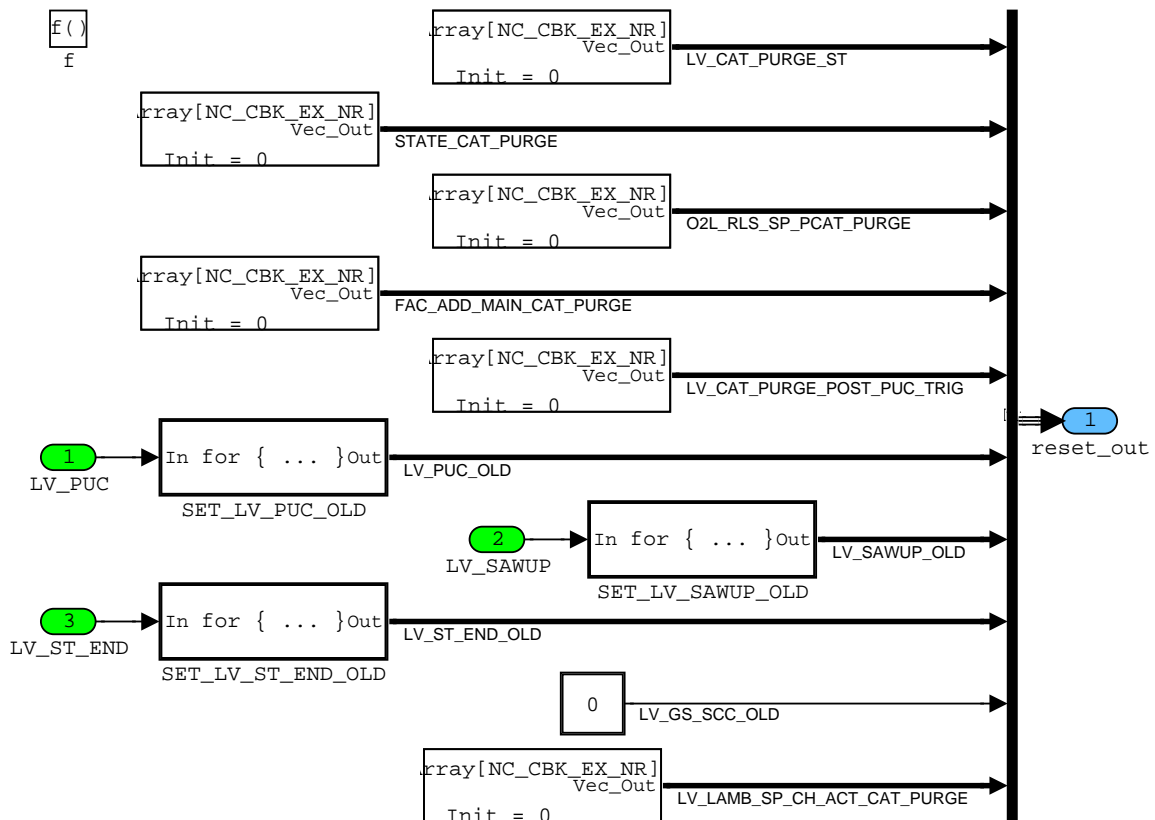 f()
f
rray[NC_CBK_EX_NR]
Vec_Out
Init = 0
LV_CAT_PURGE_ST
rray[NC_CBK_EX_NR]
Vec_Out
Init = 0
STATE_CAT_PURGE
rray[NC_CBK_EX_NR]
Vec_Out
Init = 0
O2L_RLS_SP_PCAT_PURGE
rray[NC_CBK_EX_NR]
Vec_Out
Init = 0
FAC_ADD_MAIN_CAT_PURGE
rray[NC_CBK_EX_NR]
Vec_Out
Init = 0
LV_CAT_PURGE_POST_PUC_TRIG
1
reset_out
1
LV_PUC
In for { ... }Out
SET_LV_PUC_OLD
LV_PUC_OLD
2
LV_SAWUP
In for { ... }Out
SET_LV_SAWUP_OLD
LV_SAWUP_OLD
3
LV_ST_END
In for { ... }Out
SET_LV_ST_END_OLD
LV_ST_END_OLD
0
LV_GS_SCC_OLD
rray[NC_CBK_EX_NR]
Vec_Out
Init = 0
LV_LAMB_SP_CH_ACT_CAT_PURGE